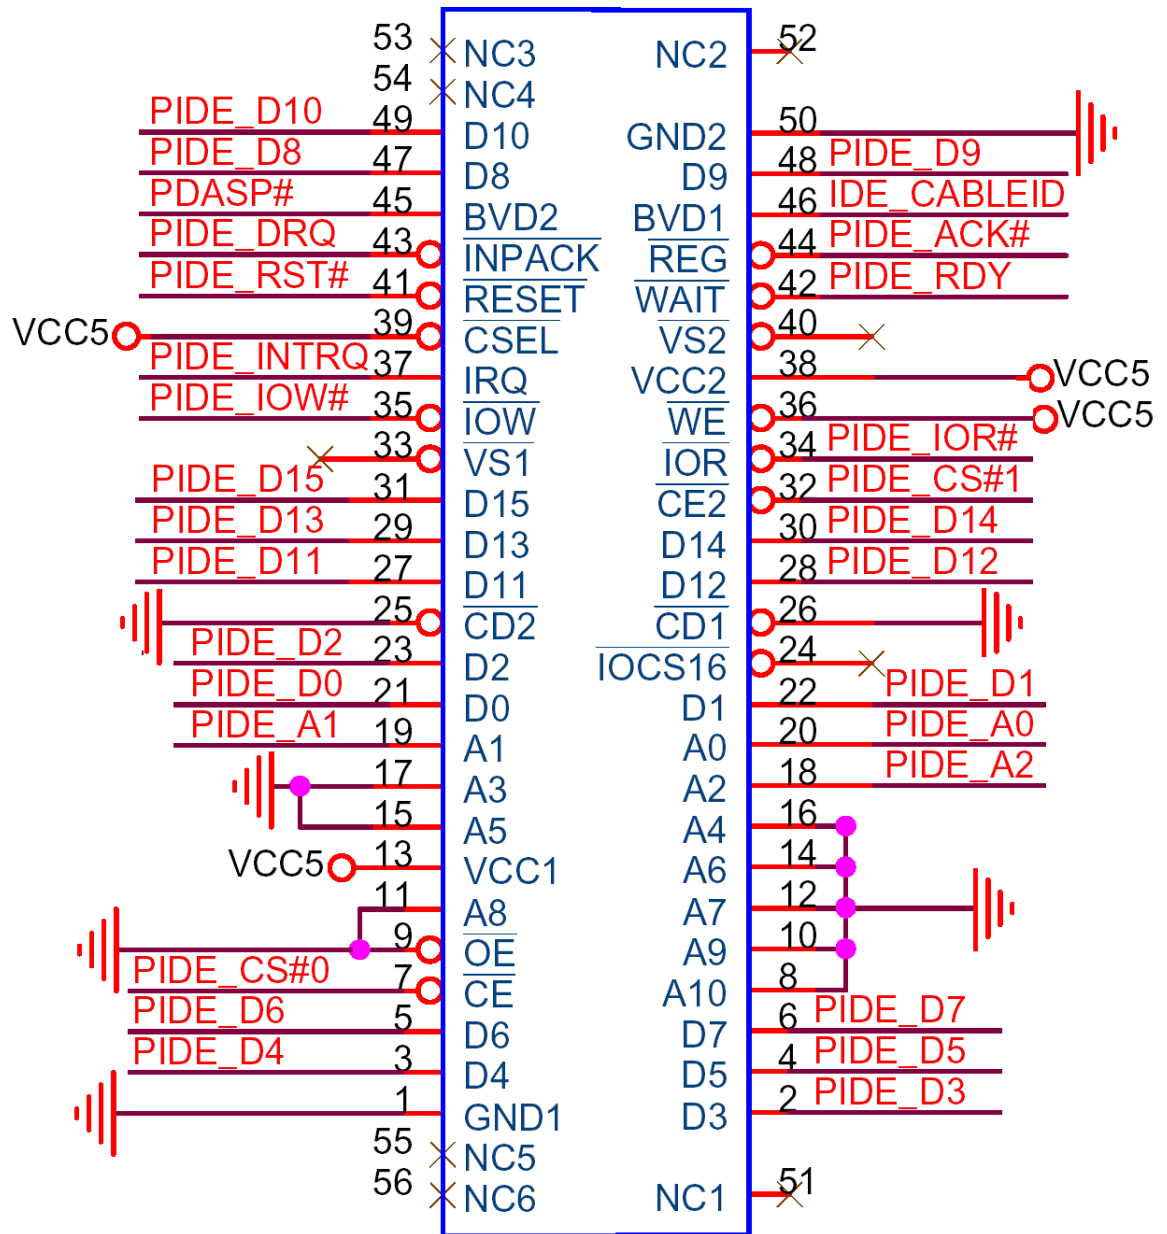 53 NC3 NC2 52
54 NC4
PIDE_D10 49 D10 GND2 50
PIDE_D8 47 D8 D9 48 PIDE_D9
PDASP# 45 BVD2 BVD1 46 IDE_CABLEID
PIDE_DRQ 43 INPACK REG 44 PIDE_ACK#
PIDE_RST# 41 RESET WAIT 42 PIDE_RDY
VCC5 39 CSEL VS2 40
PIDE_INTRQ 37 IRQ VCC2 38 VCC5
PIDE_IOW# 35 IOW WE 36 VCC5
33 VS1 IOR 34 PIDE_IOR#
PIDE_D15 31 D15 CE2 32 PIDE_CS#1
PIDE_D13 29 D13 D14 30 PIDE_D14
PIDE_D11 27 D11 D12 28 PIDE_D12
25 CD2 CD1 26
PIDE_D2 23 D2 IOCS16 24
PIDE_D0 21 D0 D1 22 PIDE_D1
PIDE_A1 19 A1 A0 20 PIDE_A0
17 A3 A2 18 PIDE_A2
15 A5 A4 16
VCC5 13 VCC1 A6 14
11 A8 A7 12
9 OE A9 10
PIDE_CS#0 7 CE A10 8
PIDE_D6 5 D6 D7 6 PIDE_D7
PIDE_D4 3 D4 D5 4 PIDE_D5
1 GND1 D3 2 PIDE_D3
55 NC5
56 NC6 NC1 51